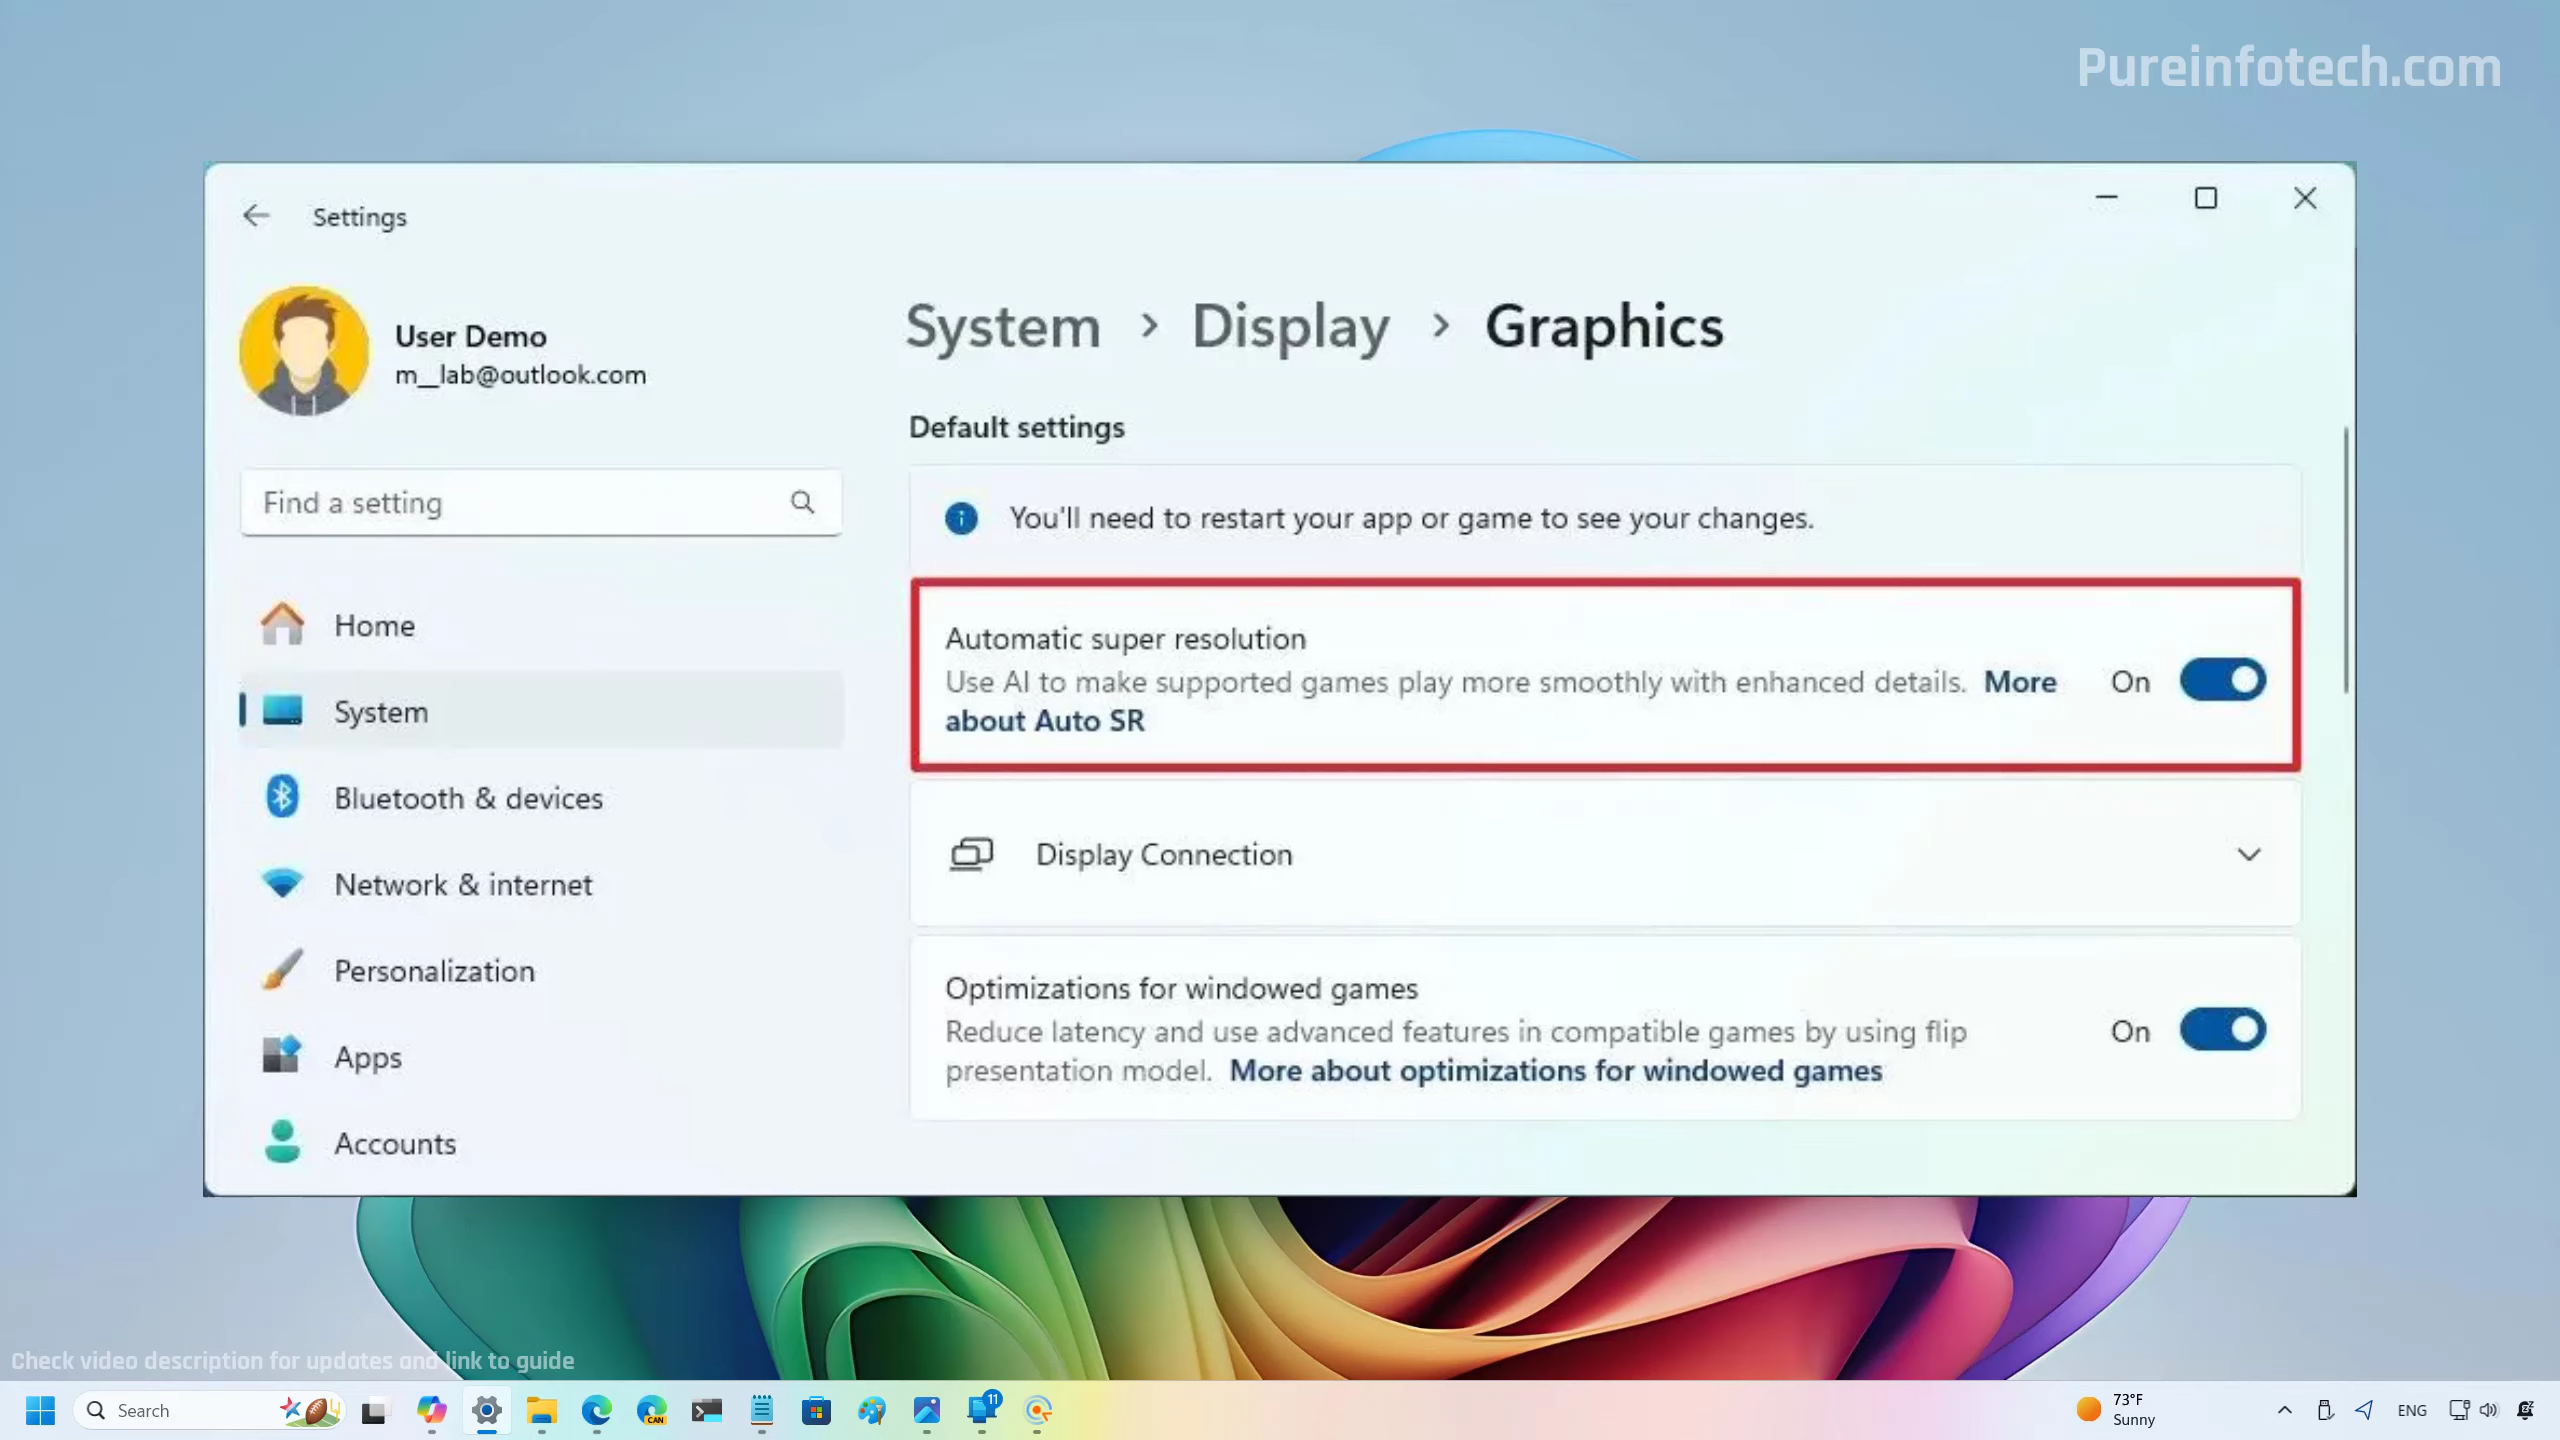 Pureinfotech.com
Settings
User Demo
m__lab@outlook.com
Find a setting
Home
System
Bluetooth & devices
Network & internet
Personalization
Apps
Accounts
System > Display > Graphics
Default settings
You'll need to restart your app or game to see your changes.
Automatic super resolution
Use AI to make supported games play more smoothly with enhanced details. More
about Auto SR
On
Display Connection
Optimizations for windowed games
Reduce latency and use advanced features in compatible games by using flip
presentation model. More about optimizations for windowed games
On
Check video description for updates and link to guide
Search
CAN
11
73°F
Sunny
ENG